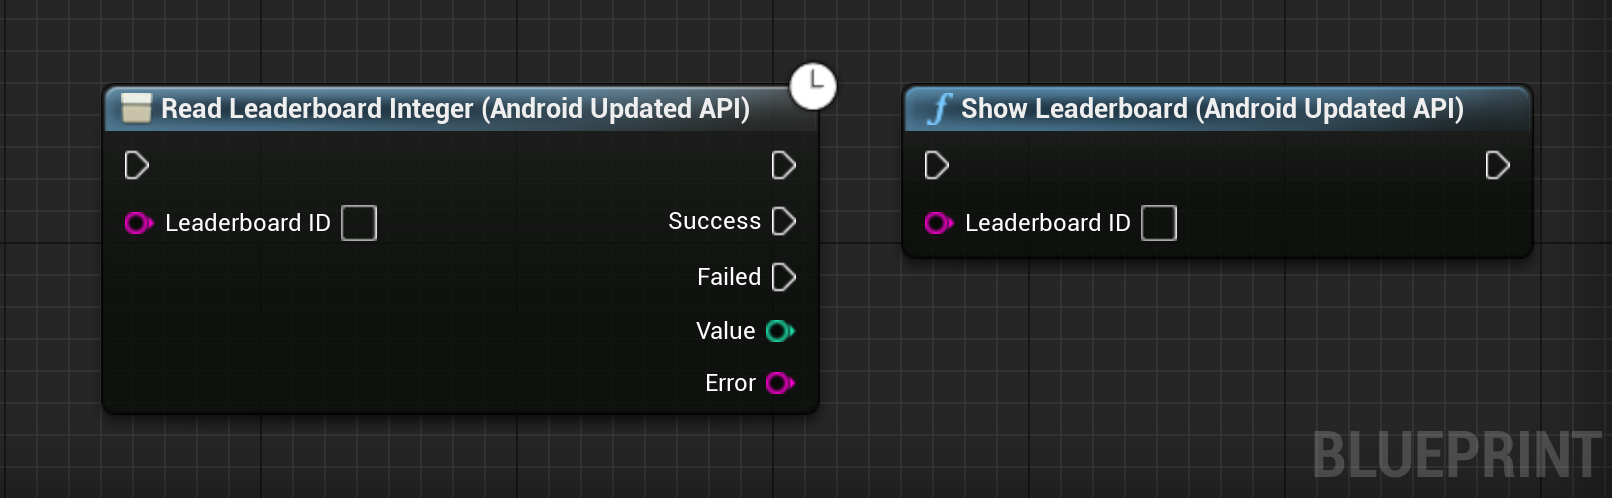 Read Leaderboard Integer (Android Updated API)
Leaderboard ID
Success
Failed
Value
Error
Show Leaderboard (Android Updated API)
Leaderboard ID
BLUEPRINT